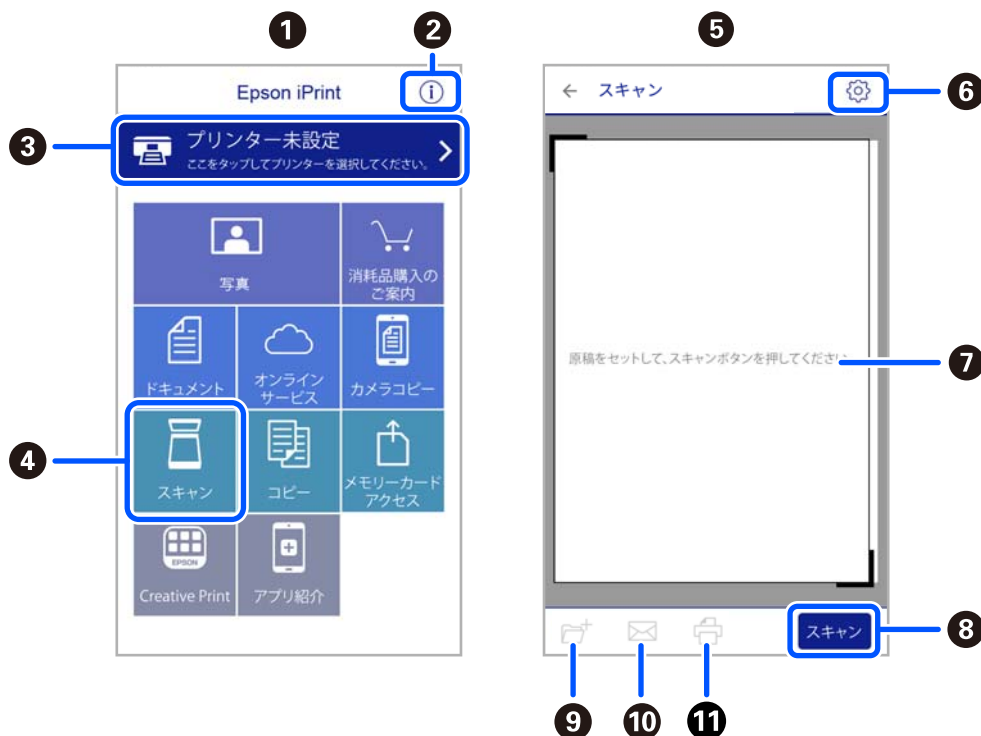 1
2
5
Epson iPrint
i
スキャン
6
3
プリンター未設定
ここをタップしてプリンターを選択してください。
写真
消耗品購入の
ご案内
原稿をセットして、スキャンボタンを押してください
7
ドキュメント
オンライン
サービス
カメラコピー
4
スキャン
コピー
メモリーカード
アクセス
EPSON
Creative Print
アプリ紹介
スキャン
8
9
10
11